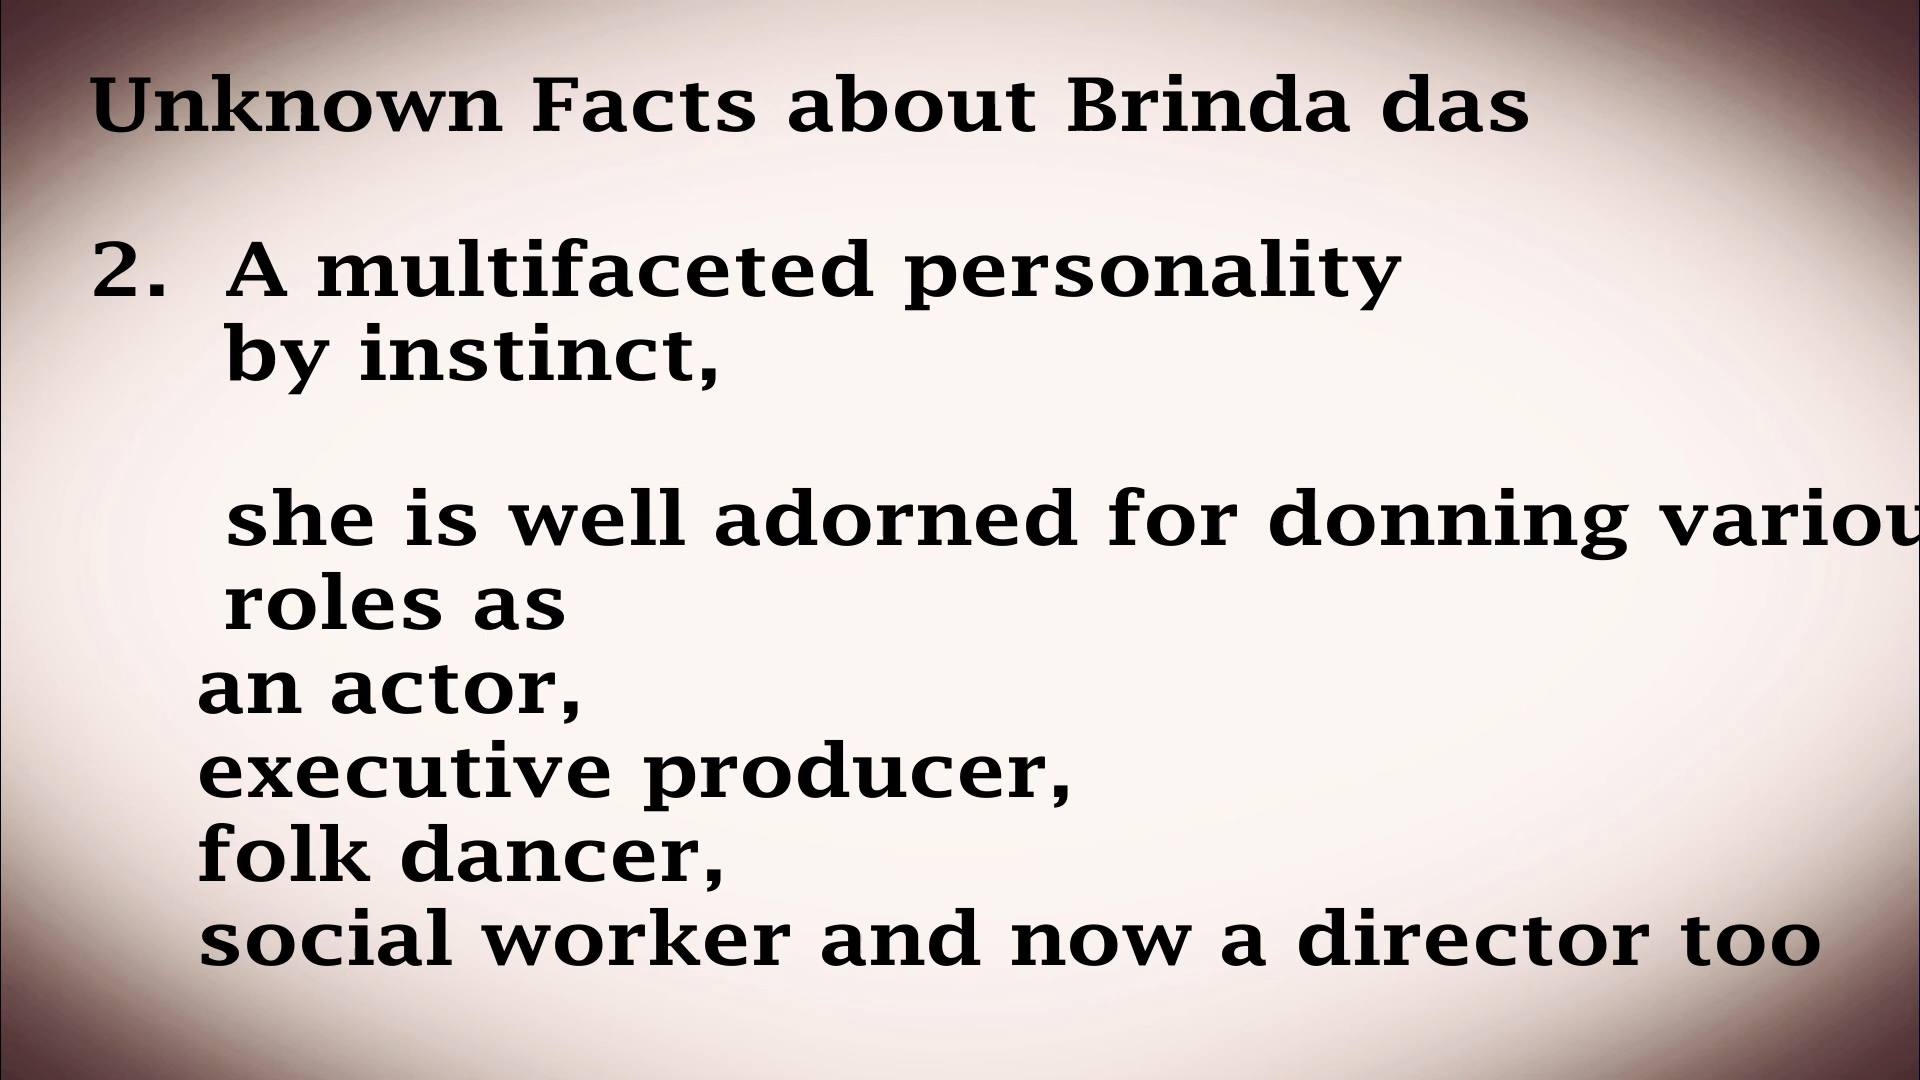 Unknown Facts about Brinda das
2. A multifaceted personality
by instinct,
she is well adorned for donning variou
roles as
an actor,
executive producer,
folk dancer,
social worker and now a director too